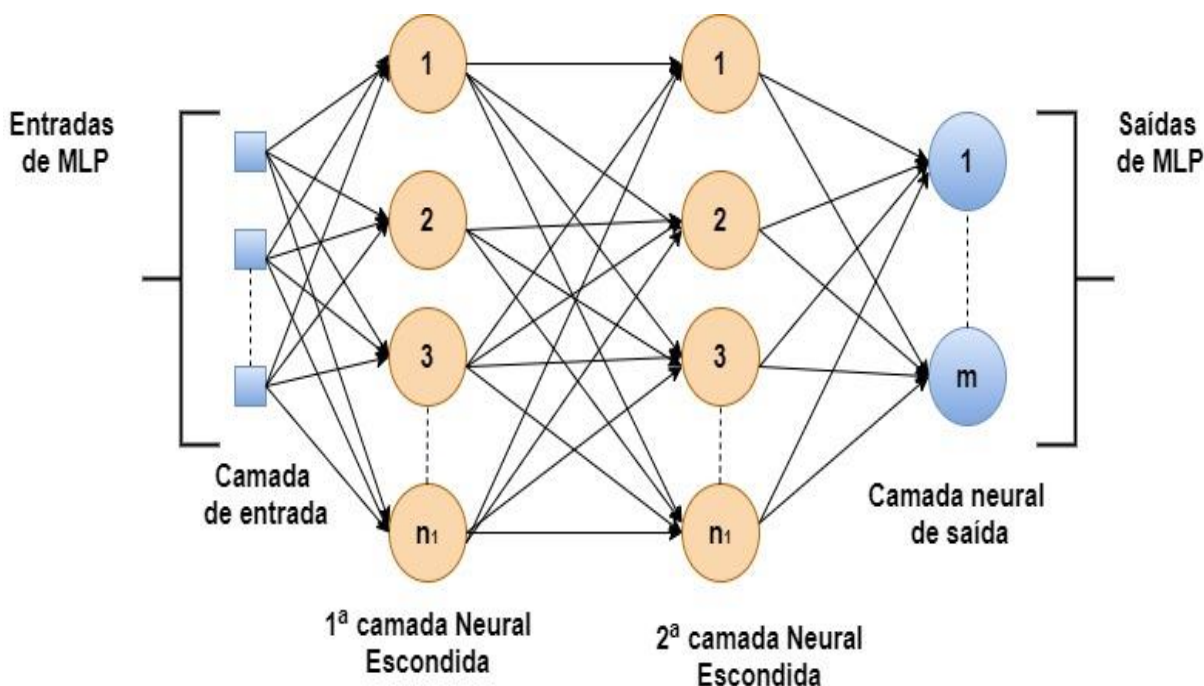 Entradas
de MLP
1
2
3
n₁
1
2
3
n₁
1
m
Saídas
de MLP
Camada
de entrada
1ª camada Neural
Escondida
2ª camada Neural
Escondida
Camada neural
de saída